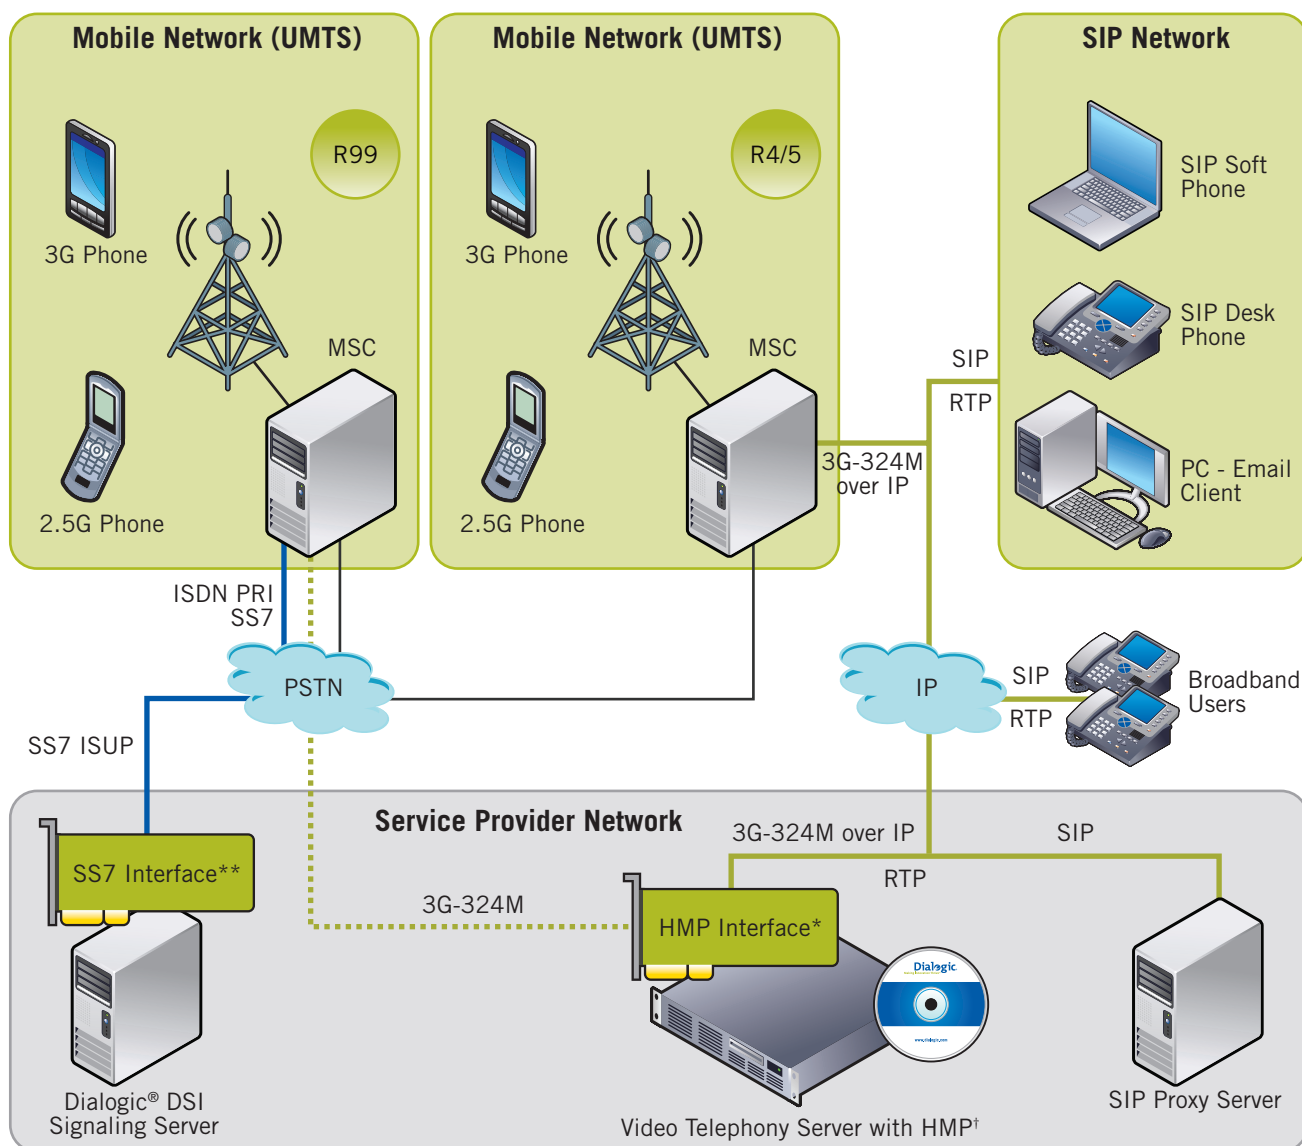 Mobile Network (UMTS)
R99
3G Phone
MSC
2.5G Phone
Mobile Network (UMTS)
R4/5
3G Phone
MSC
2.5G Phone
SIP Network
SIP Soft
Phone
SIP Desk
Phone
PC - Email
Client
SIP
RTP
3G-324M
over IP
ISDN PRI
SS7
PSTN
IP
SIP
RTP
Broadband
Users
SS7 ISUP
Service Provider Network
SS7 Interface**
3G-324M
3G-324M over IP
RTP
SIP
HMP Interface*
Dialogic
www.dialogic.com
Dialogic® DSI
Signaling Server
Video Telephony Server with HMP†
SIP Proxy Server